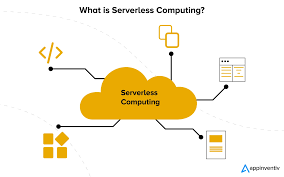 What is Serverless Computing?
Serverless
Computing
appinventiv